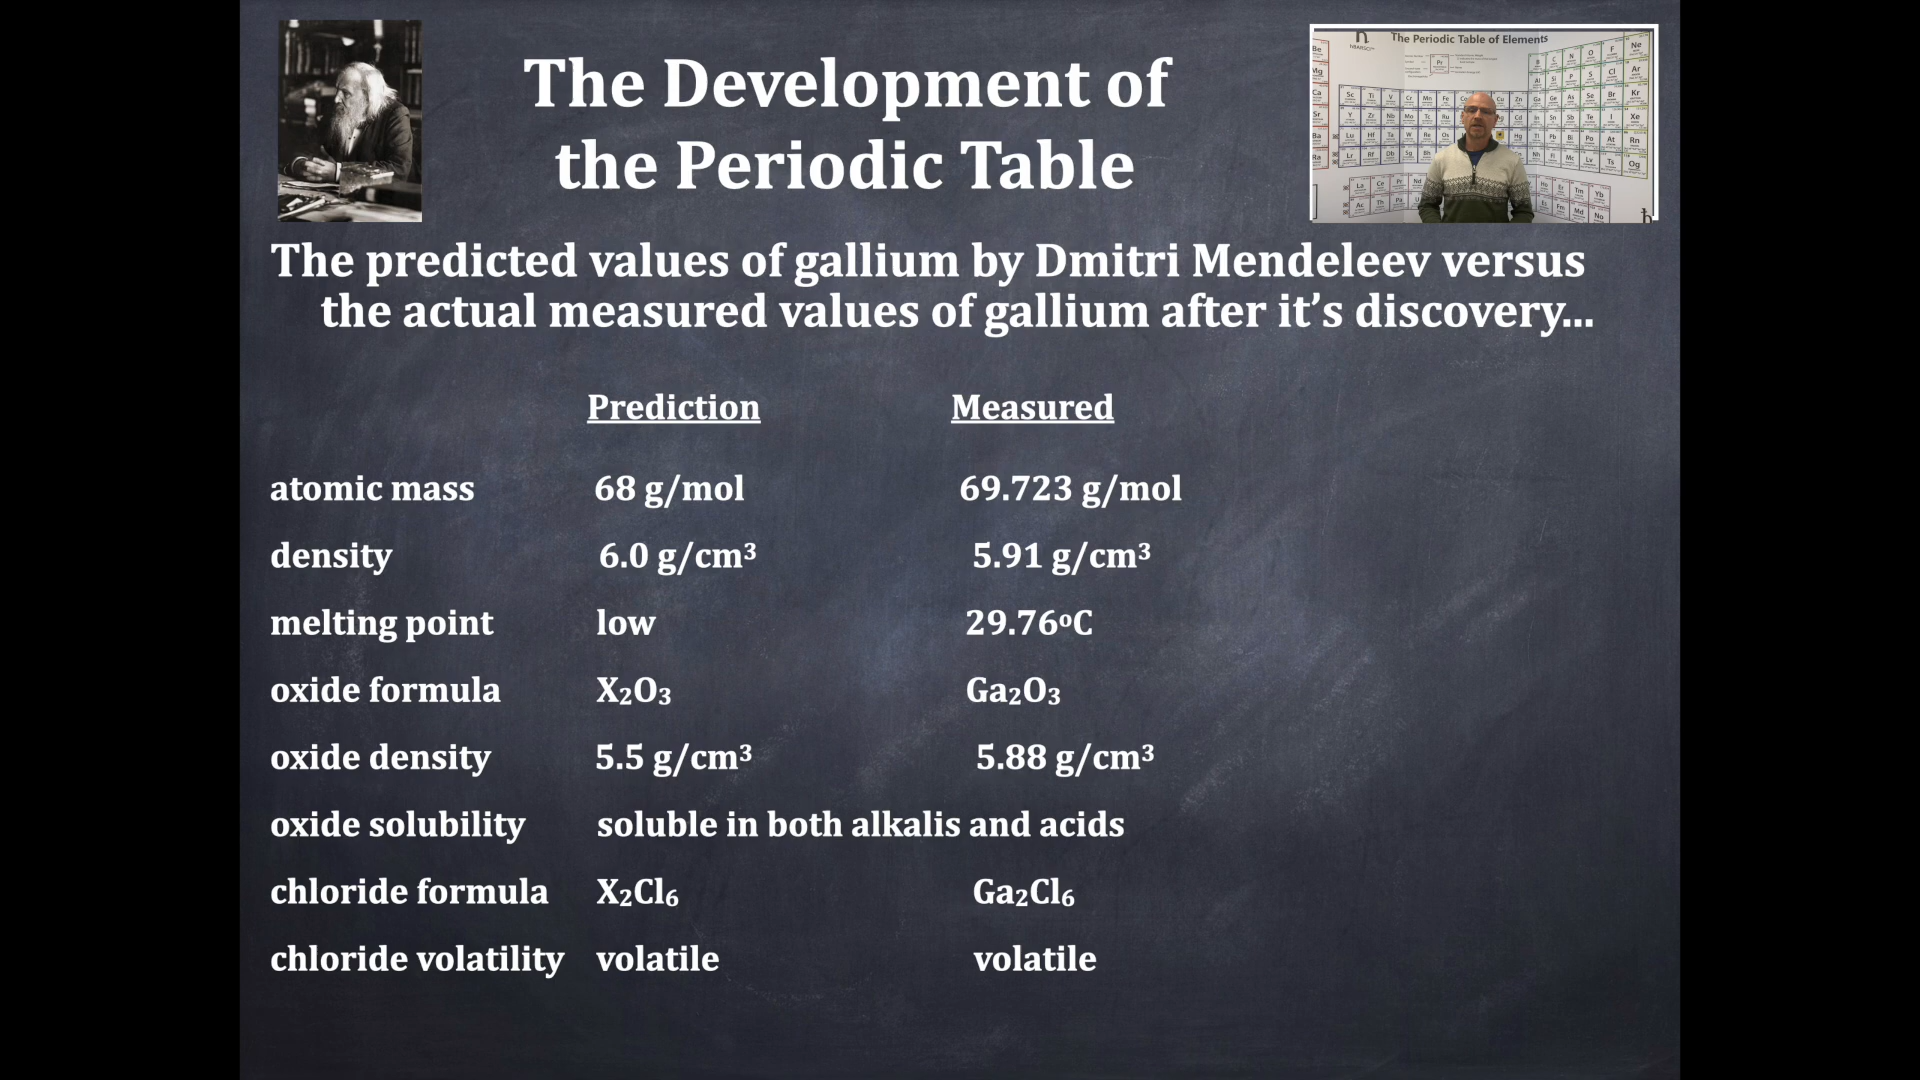 The Development of
the Periodic Table
The Periodic Table of Elements
The predicted values of gallium by Dmitri Mendeleev versus
the actual measured values of gallium after it’s discovery...
Prediction Measured
atomic mass 68 g/mol 69.723 g/mol
density 6.0 g/cm³ 5.91 g/cm³
melting point low 29.76ºC
oxide formula X₂O₃ Ga₂O₃
oxide density 5.5 g/cm³ 5.88 g/cm³
oxide solubility soluble in both alkalis and acids
chloride formula X₂Cl₆ Ga₂Cl₆
chloride volatility volatile volatile